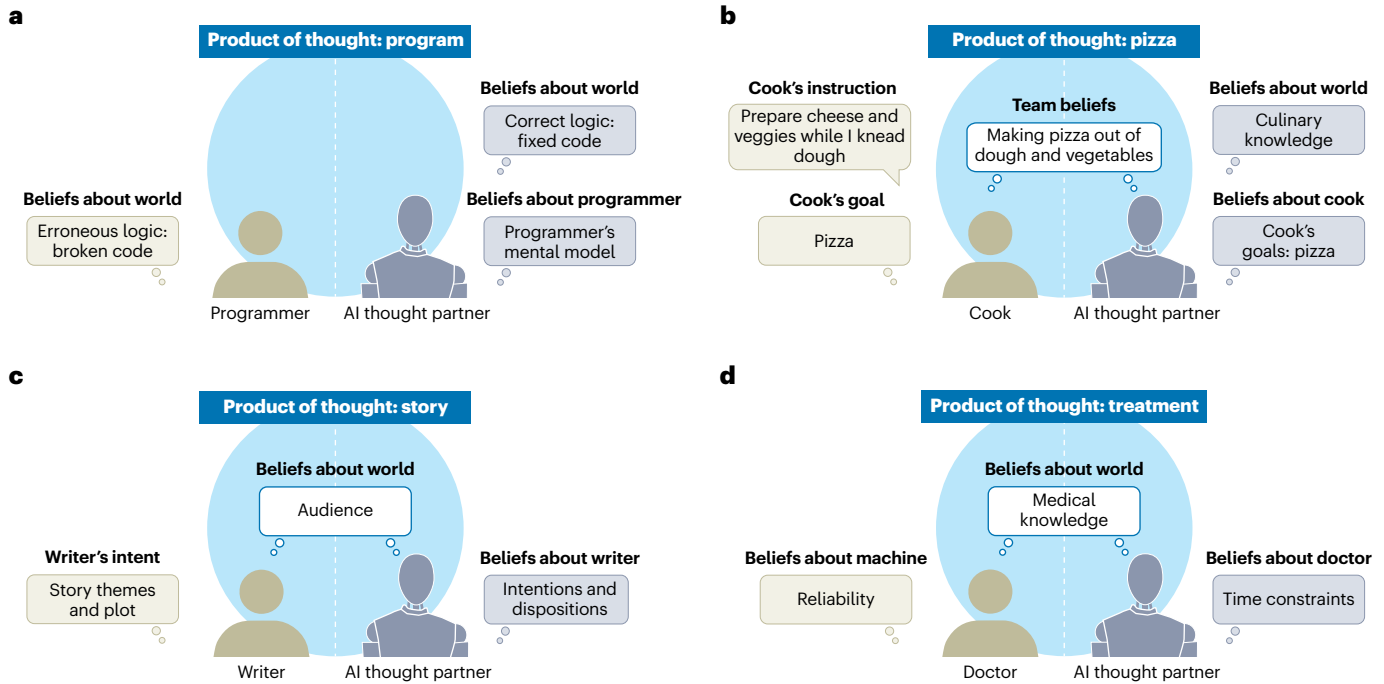 a
Product of thought: program
Beliefs about world
Correct logic:
fixed code
Beliefs about world
Erroneous logic:
broken code
Beliefs about programmer
Programmer's
mental model
Programmer
AI thought partner
b
Product of thought: pizza
Cook's instruction
Prepare cheese and
veggies while I knead
dough
Team beliefs
Making pizza out of
dough and vegetables
Beliefs about world
Culinary
knowledge
Cook's goal
Pizza
Beliefs about cook
Cook's
goals: pizza
Cook
AI thought partner
c
Product of thought: story
Beliefs about world
Audience
Writer's intent
Story themes
and plot
Beliefs about writer
Intentions and
dispositions
Writer
AI thought partner
d
Product of thought: treatment
Beliefs about world
Medical
knowledge
Beliefs about machine
Reliability
Beliefs about doctor
Time constraints
Doctor
AI thought partner